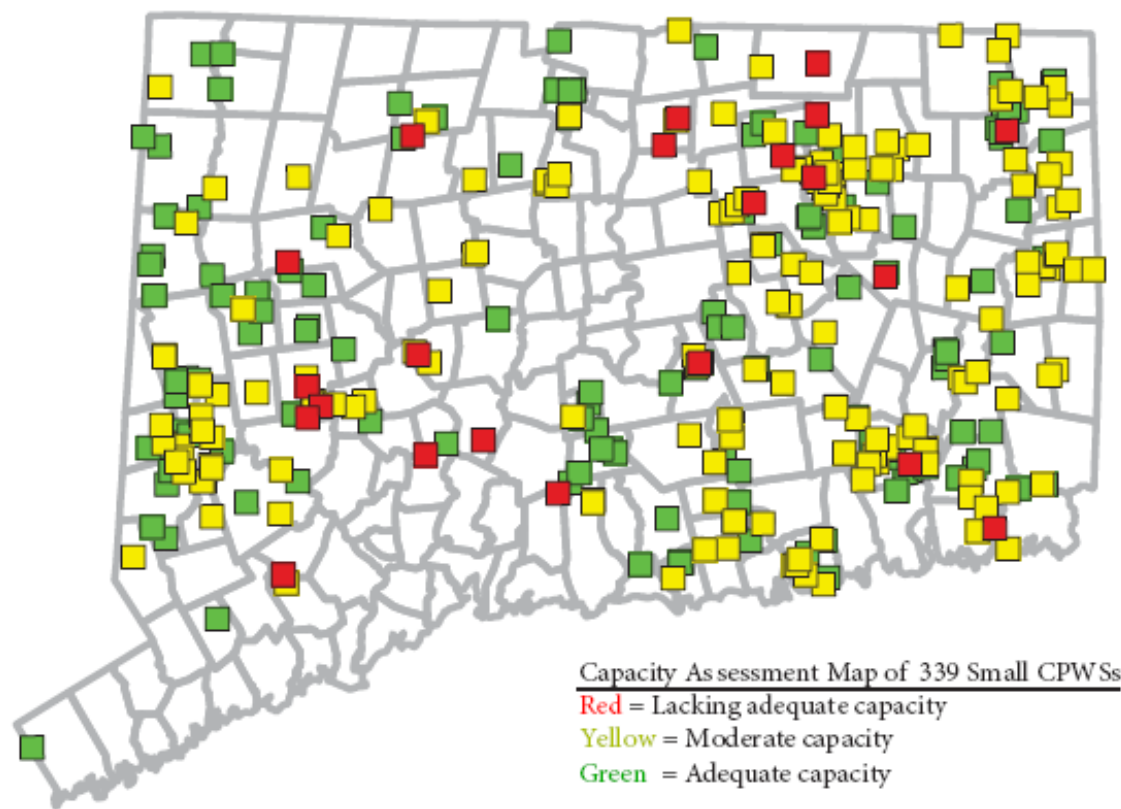 Capacity Assessment Map of 339 Small CPWSs
Red = Lacking adequate capacity
Yellow = Moderate capacity
Green = Adequate capacity